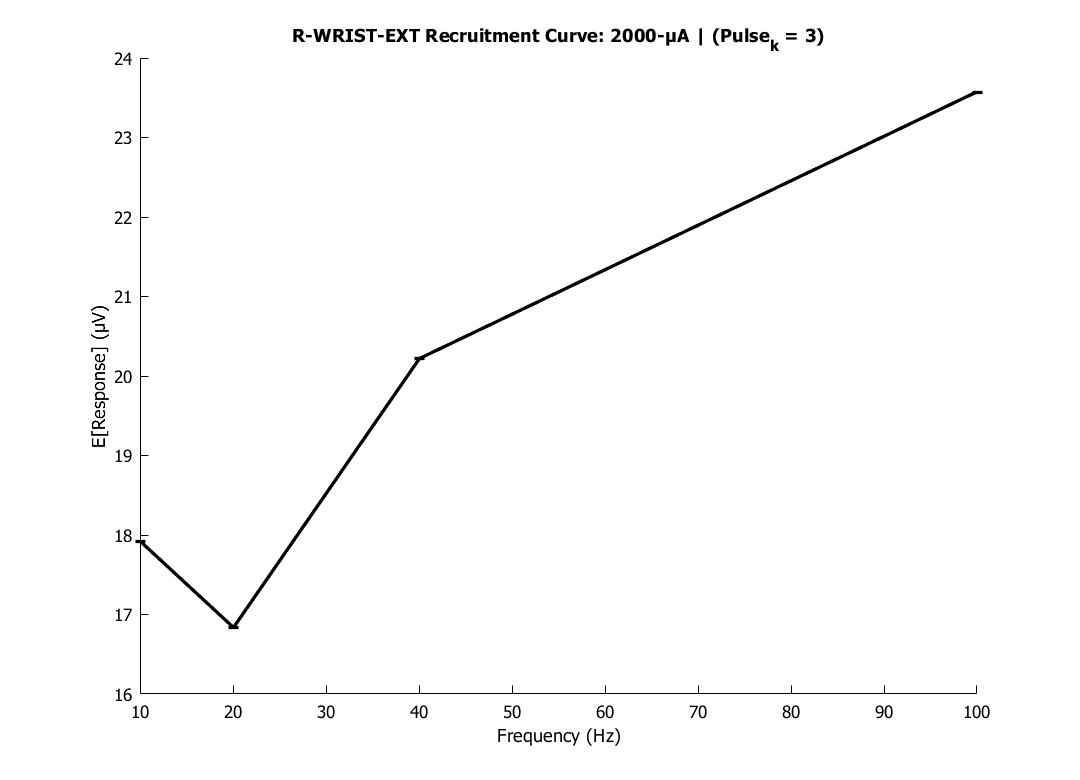 R-WRIST-EXT Recruitment Curve: 2000-μA | (Pulsek = 3)
24
23
22
21
20
19
18
17
16
E[Response] (μV)
10 20 30 40 50 60 70 80 90 100
Frequency (Hz)